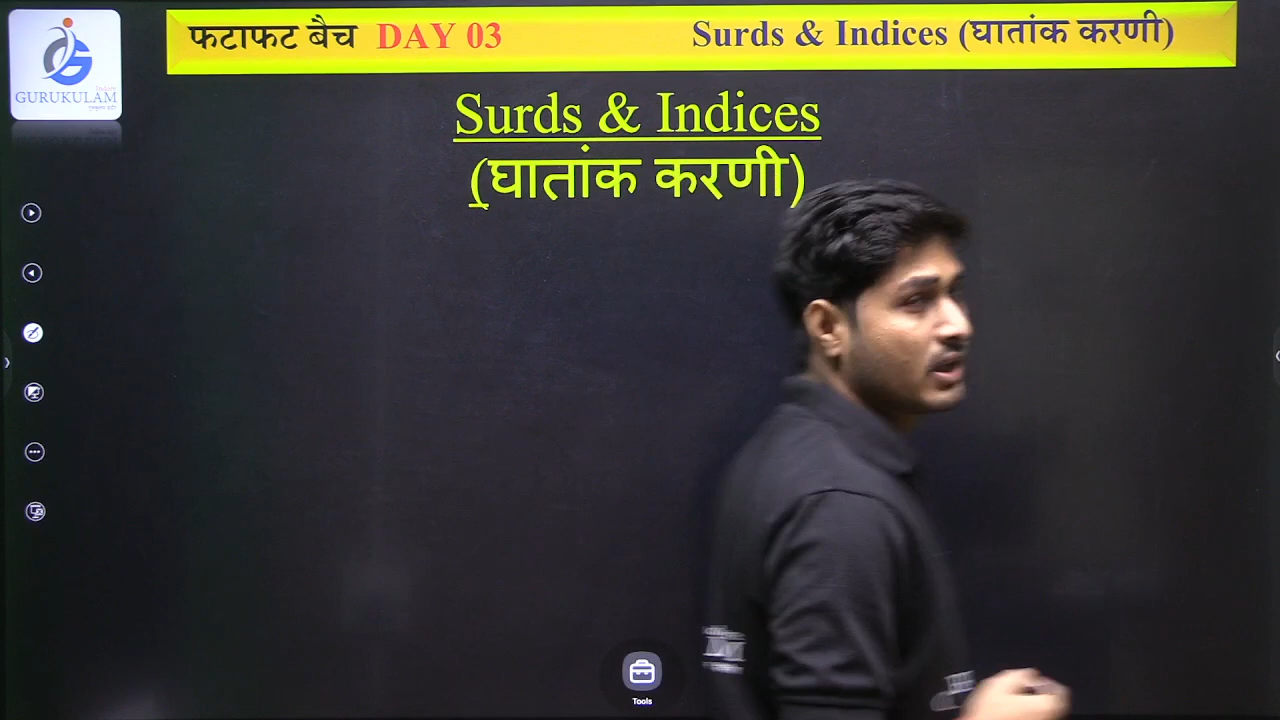 फटाफट बैच DAY 03
Surds & Indices (घातांक करणी)
GURUKULAM
Surds & Indices
(घातांक करणी)
Tools